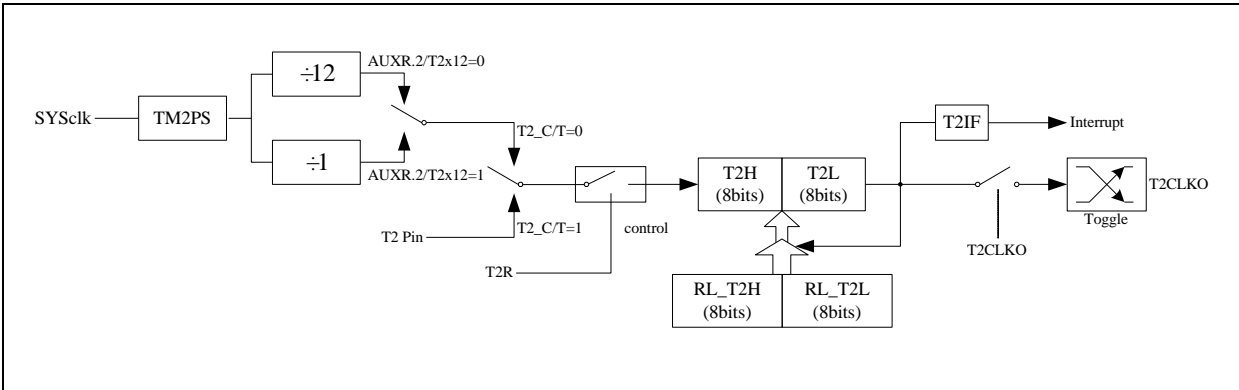 ÷12
AUXR.2/T2x12=0
SYSclk
TM2PS
÷1
AUXR.2/T2x12=1
T2_C/T=0
T2 Pin
T2_C/T=1
T2R
control
T2H
(8bits)
T2L
(8bits)
RL_T2H
(8bits)
RL_T2L
(8bits)
T2IF
Interrupt
T2CLKO
Toggle
T2CLKO